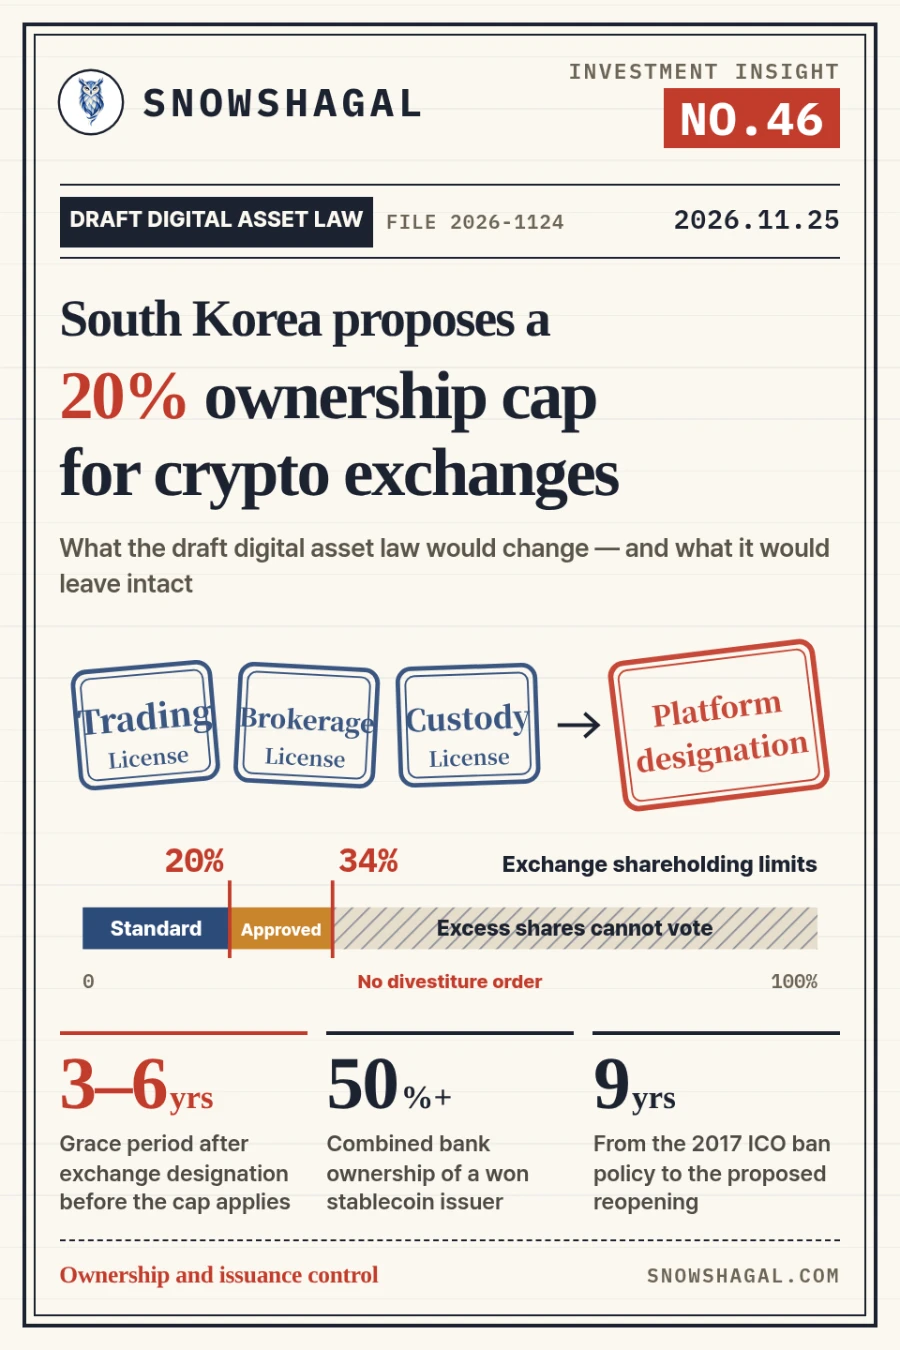 SNOWSHAGAL
INVESTMENT INSIGHT
NO.46
DRAFT DIGITAL ASSET LAW
FILE 2026-1124
2026.11.25
South Korea proposes a
20% ownership cap
for crypto exchanges
What the draft digital asset law would change — and what it would
leave intact
Trading
License
Brokerage
License
Custody
License
Platform
designation
20%
34%
Exchange shareholding limits
Standard
Approved
Excess shares cannot vote
0
No divestiture order
100%
3–6yrs
Grace period after
exchange designation
before the cap applies
50%+
Combined bank
ownership of a won
stablecoin issuer
9yrs
From the 2017 ICO ban
policy to the proposed
reopening
Ownership and issuance control
SNOWSHAGAL.COM